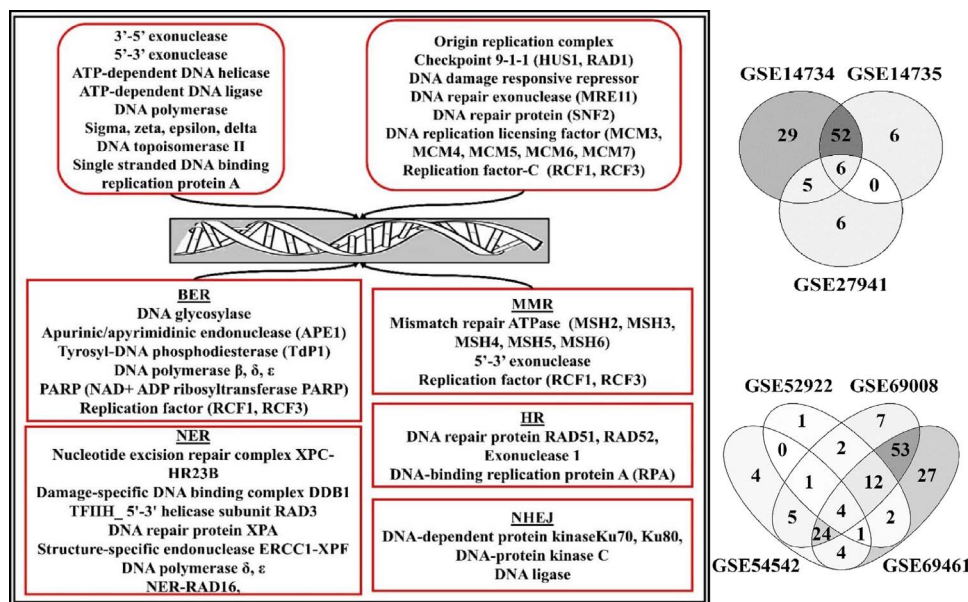 3'-5' exonuclease
5'-3' exonuclease
ATP-dependent DNA helicase
ATP-dependent DNA ligase
DNA polymerase
Sigma, zeta, epsilon, delta
DNA topoisomerase II
Single stranded DNA binding
replication protein A
Origin replication complex
Checkpoint 9-1-1 (HUS1, RAD1)
DNA damage responsive repressor
DNA repair exonuclease (MRE11)
DNA repair protein (SNF2)
DNA replication licensing factor (MCM3,
MCM4, MCM5, MCM6, MCM7)
Replication factor-C (RCF1, RCF3)
BER
DNA glycosylase
Apurinic/apyrimidinic endonuclease (APE1)
Tyrosyl-DNA phosphodiesterase (TdP1)
DNA polymerase β, δ, ε
PARP (NAD+ ADP ribosyltransferase PARP)
Replication factor (RCF1, RCF3)
NER
Nucleotide excision repair complex XPC-
HR23B
Damage-specific DNA binding complex DDB1
TFIIH_ 5'-3' helicase subunit RAD3
DNA repair protein XPA
Structure-specific endonuclease ERCC1-XPF
DNA polymerase δ, ε
NER-RAD16,
MMR
Mismatch repair ATPase (MSH2, MSH3,
MSH4, MSH5, MSH6)
5'-3' exonuclease
Replication factor (RCF1, RCF3)
HR
DNA repair protein RAD51, RAD52,
Exonuclease 1
DNA-binding replication protein A (RPA)
NHEJ
DNA-dependent protein kinaseKu70, Ku80,
DNA-protein kinase C
DNA ligase
GSE14734 GSE14735
29 52 6
6
5 0
6
GSE27941
GSE52922 GSE69008
1 7
0 2 53
4 1 12 27
5 4 2
24 1
4
GSE54542 GSE69461